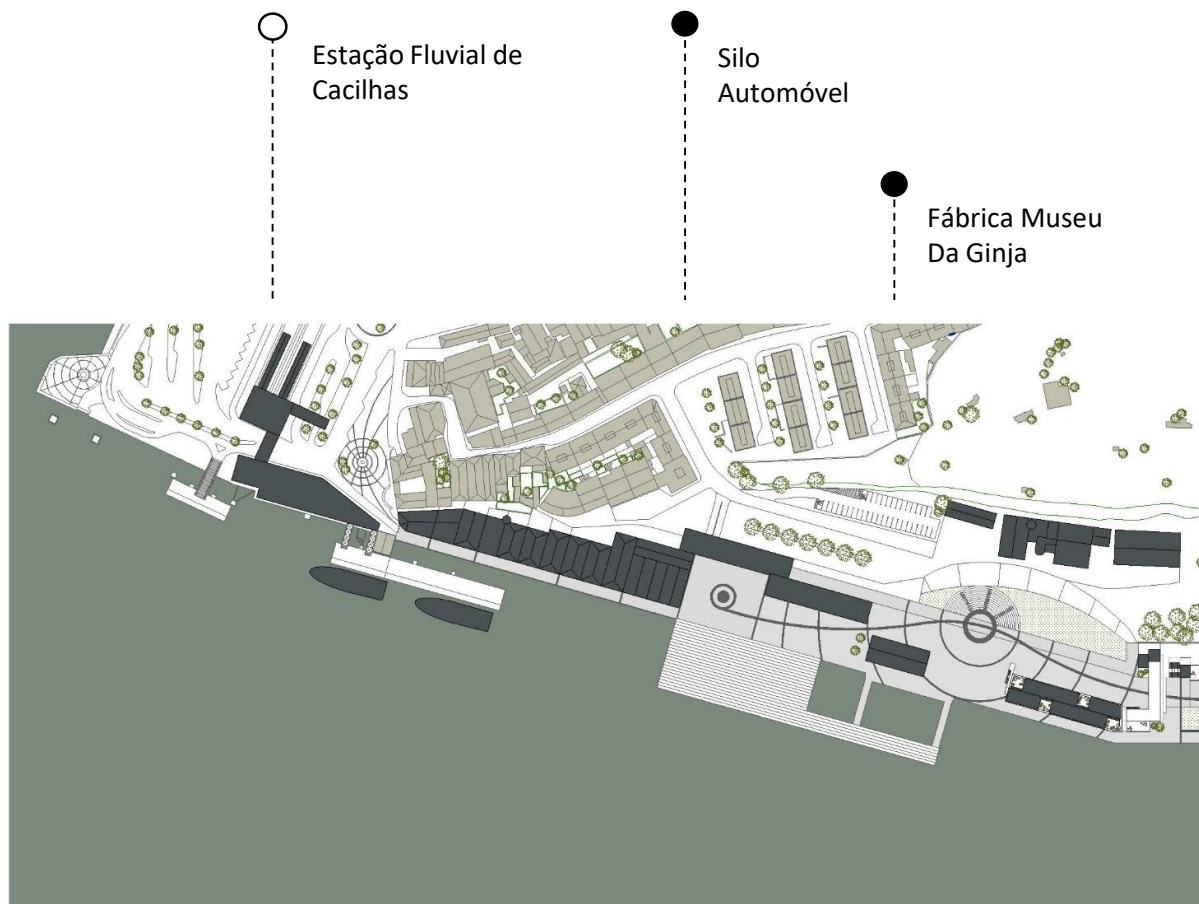 Estação Fluvial de
Cacilhas
Silo
Automóvel
Fábrica Museu
Da Ginja